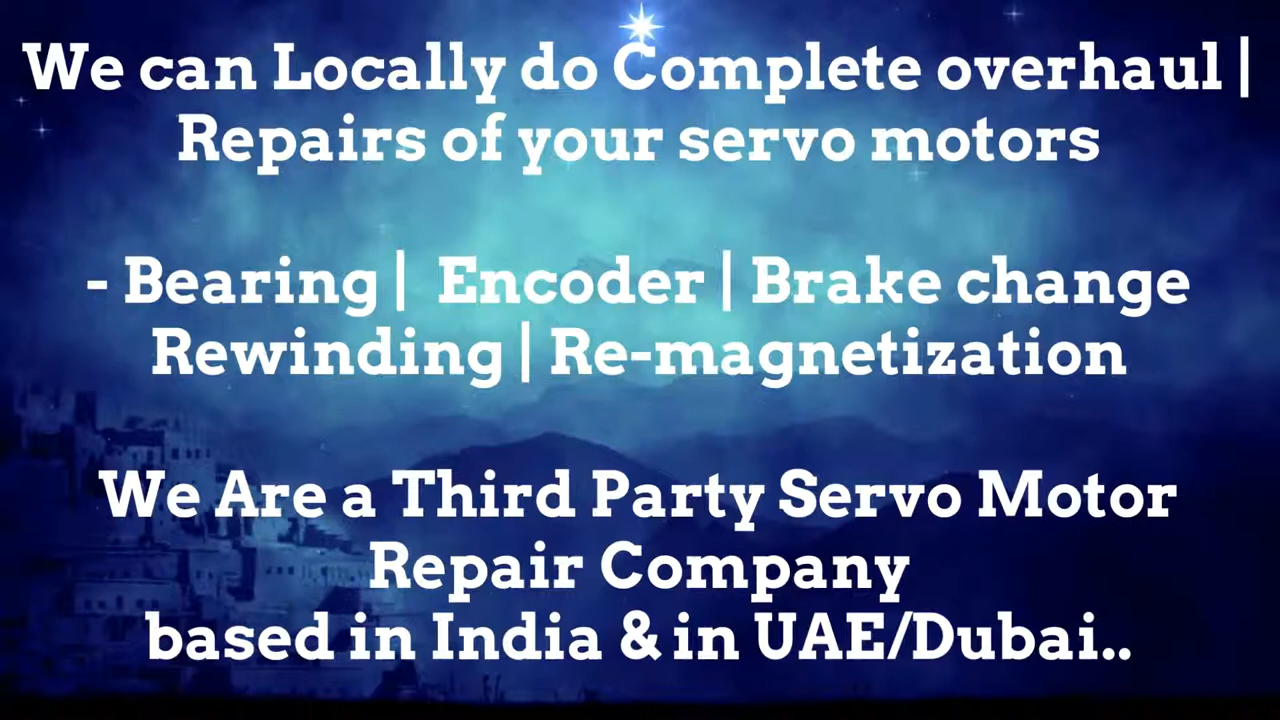 We can Locally do Complete overhaul |
Repairs of your servo motors
- Bearing | Encoder | Brake change
Rewinding | Re-magnetization
We Are a Third Party Servo Motor
Repair Company
based in India & in UAE/Dubai..